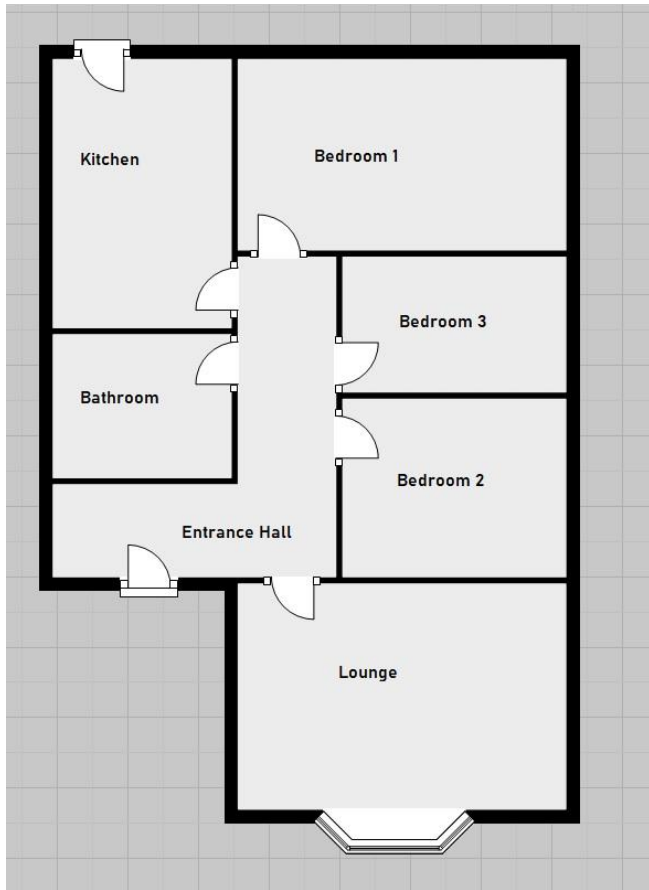 Kitchen
Bedroom 1
Bedroom 3
Bathroom
Bedroom 2
Entrance Hall
Lounge